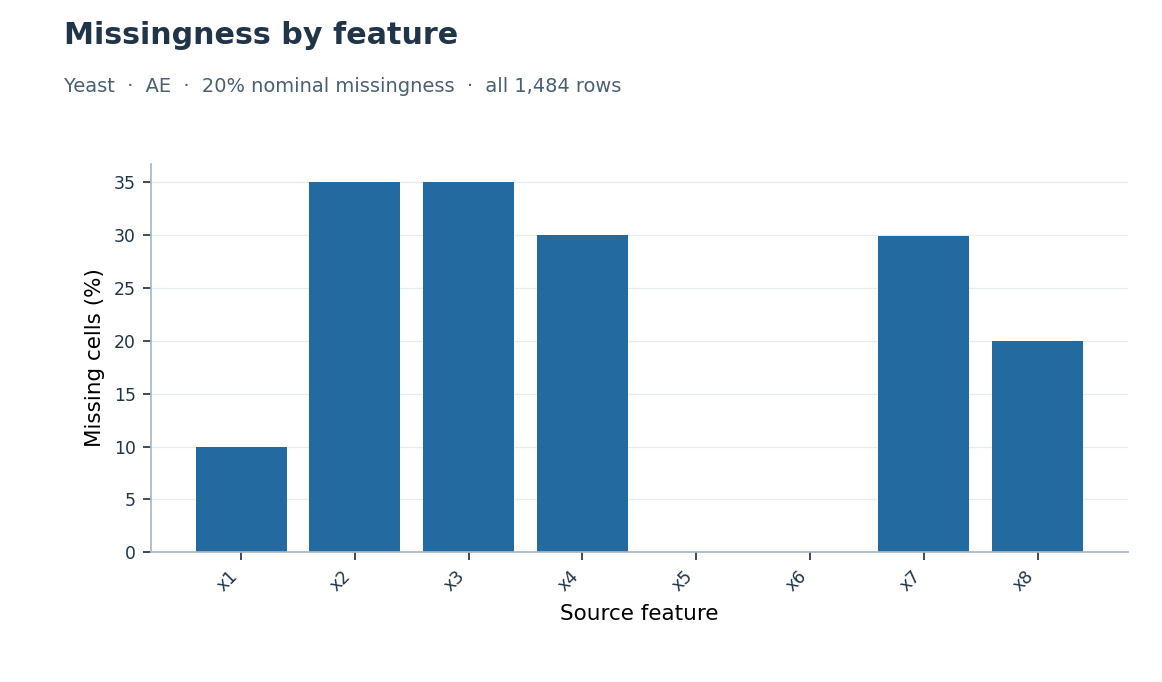 Missingness by feature
Yeast · AE · 20% nominal missingness · all 1,484 rows
Missing cells (%)
35
30
25
20
15
10
5
0
x1 x2 x3 x4 x5 x6 x7 x8
Source feature